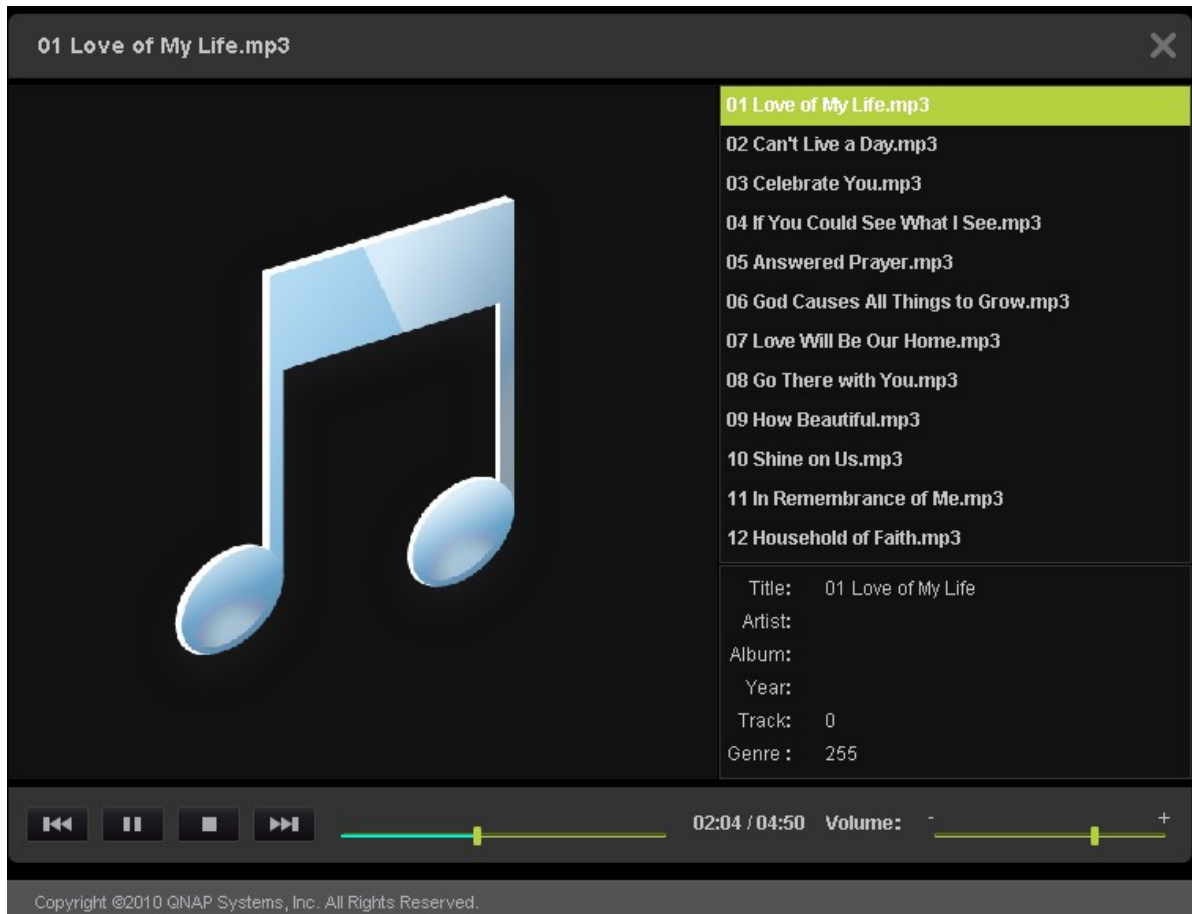 01 Love of My Life.mp3
01 Love of My Life.mp3
02 Can't Live a Day.mp3
03 Celebrate You.mp3
04 If You Could See What I See.mp3
05 Answered Prayer.mp3
06 God Causes All Things to Grow.mp3
07 Love Will Be Our Home.mp3
08 Go There with You.mp3
09 How Beautiful.mp3
10 Shine on Us.mp3
11 In Remembrance of Me.mp3
12 Household of Faith.mp3
Title: 01 Love of My Life
Artist:
Album:
Year:
Track: 0
Genre : 255
02:04 / 04:50 Volume: - +
Copyright ©2010 QNAP Systems, Inc. All Rights Reserved.